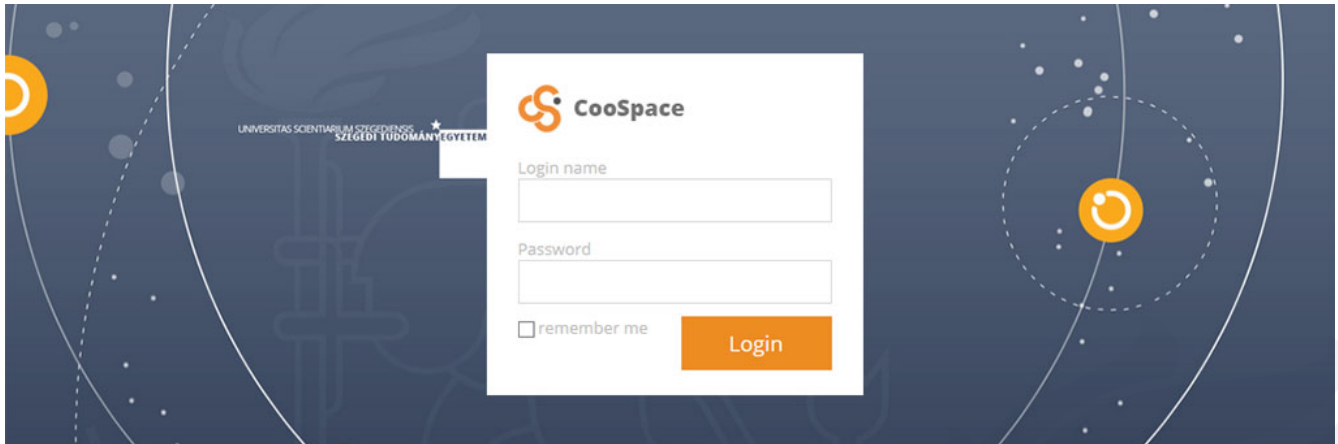 UNIVERSITAS SCIENTIARUM SZEGEDIENSIS
SZEGEDI TUDOMÁNYEGYETEM
CooSpace
Login name
Password
remember me
Login